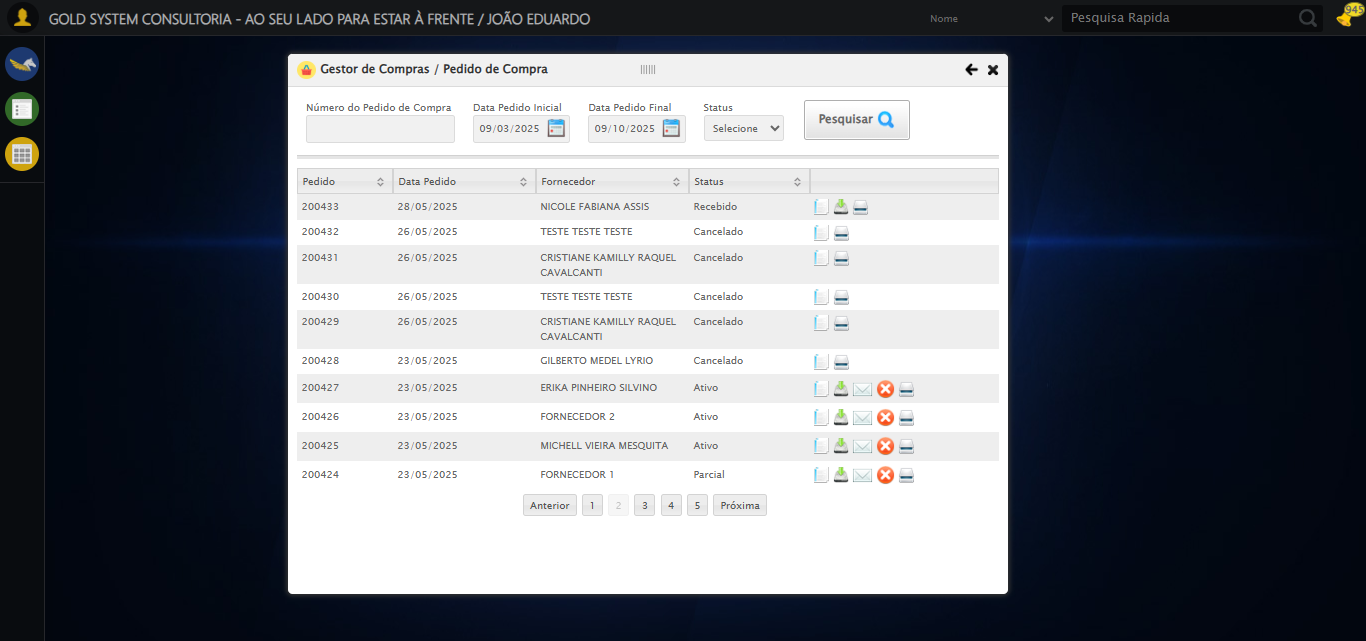 GOLD SYSTEM CONSULTORIA - AO SEU LADO PARA ESTAR À FRENTE / JOÃO EDUARDO
Nome
Pesquisa Rapida
945
Gestor de Compras / Pedido de Compra
Número do Pedido de Compra
Data Pedido Inicial
Data Pedido Final
Status
09/03/2025
09/10/2025
Selecione
Pesquisar
Pedido Data Pedido Fornecedor Status
200433 28/05/2025 NICOLE FABIANA ASSIS Recebido
200432 26/05/2025 TESTE TESTE TESTE Cancelado
200431 26/05/2025 CRISTIANE KAMILLY RAQUEL Cancelado
CAVALCANTI
200430 26/05/2025 TESTE TESTE TESTE Cancelado
200429 26/05/2025 CRISTIANE KAMILLY RAQUEL Cancelado
CAVALCANTI
200428 23/05/2025 GILBERTO MEDEL LYRIO Cancelado
200427 23/05/2025 ERIKA PINHEIRO SILVINO Ativo
200426 23/05/2025 FORNECEDOR 2 Ativo
200425 23/05/2025 MICHELL VIEIRA MESQUITA Ativo
200424 23/05/2025 FORNECEDOR 1 Parcial
Anterior 1 2 3 4 5 Próxima